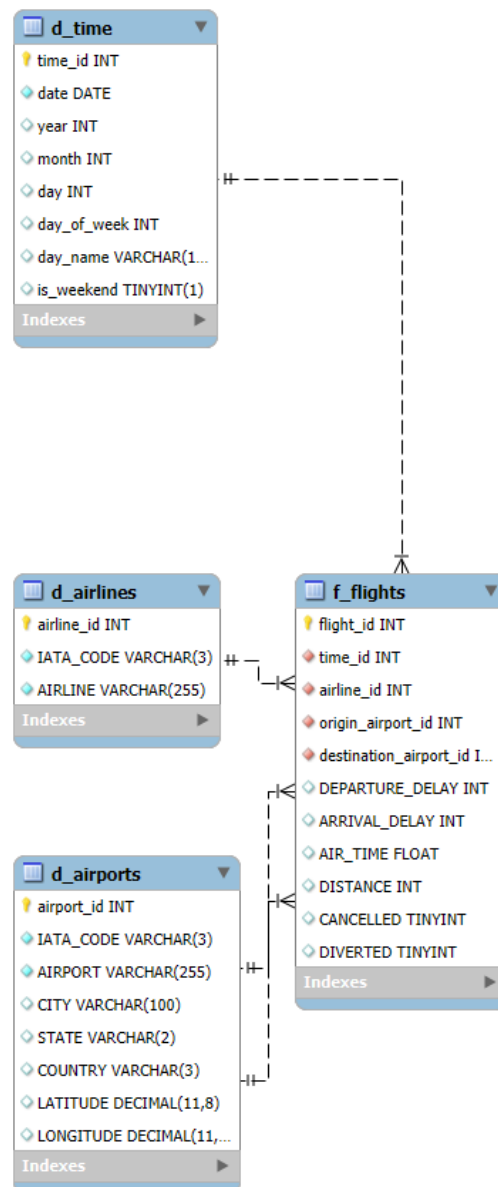 d_time
time_id INT
date DATE
year INT
month INT
day INT
day_of_week INT
day_name VARCHAR(1...
is_weekend TINYINT(1)
Indexes
d_airlines
airline_id INT
IATA_CODE VARCHAR(3)
AIRLINE VARCHAR(255)
Indexes
f_flights
flight_id INT
time_id INT
airline_id INT
origin_airport_id INT
destination_airport_id I...
DEPARTURE_DELAY INT
ARRIVAL_DELAY INT
AIR_TIME FLOAT
DISTANCE INT
CANCELLED TINYINT
DIVERTED TINYINT
Indexes
d_airports
airport_id INT
IATA_CODE VARCHAR(3)
AIRPORT VARCHAR(255)
CITY VARCHAR(100)
STATE VARCHAR(2)
COUNTRY VARCHAR(3)
LATITUDE DECIMAL(11,8)
LONGITUDE DECIMAL(11,...
Indexes